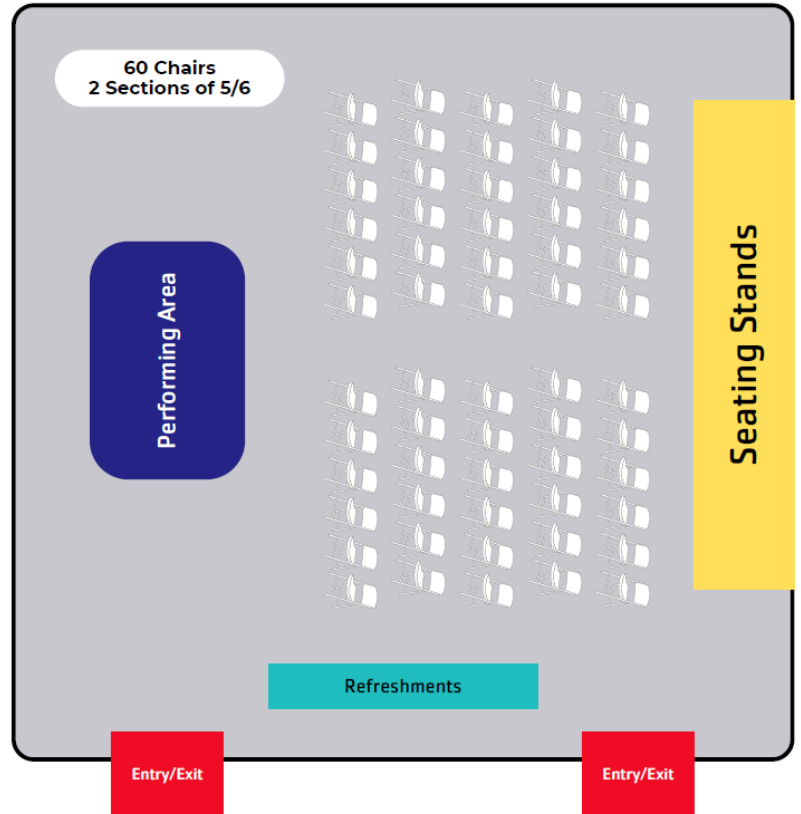 60 Chairs
2 Sections of 5/6
Performing Area
Seating Stands
Refreshments
Entry/Exit
Entry/Exit